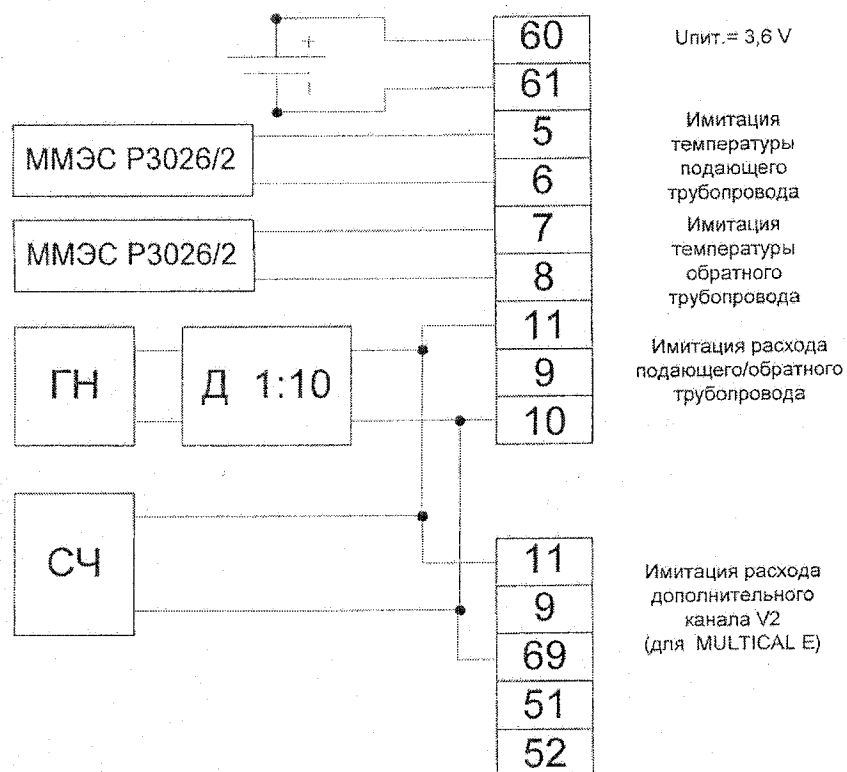 60
Uпит.= 3,6 V
+
61
–
Имитация
температуры
подающего
трубопровода
5
ММЭС Р3026/2
6
Имитация
температуры
обратного
трубопровода
7
ММЭС Р3026/2
8
11
Имитация расхода
подающего/обратного
трубопровода
ГН
Д 1:10
9
10
СЧ
11
Имитация расхода
дополнительного
канала V2
(для MULTICAL E)
9
69
51
52